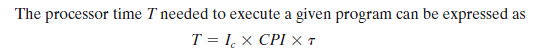 The processor time T needed to execute a given program can be expressed as
T = I_c × CPI × τ